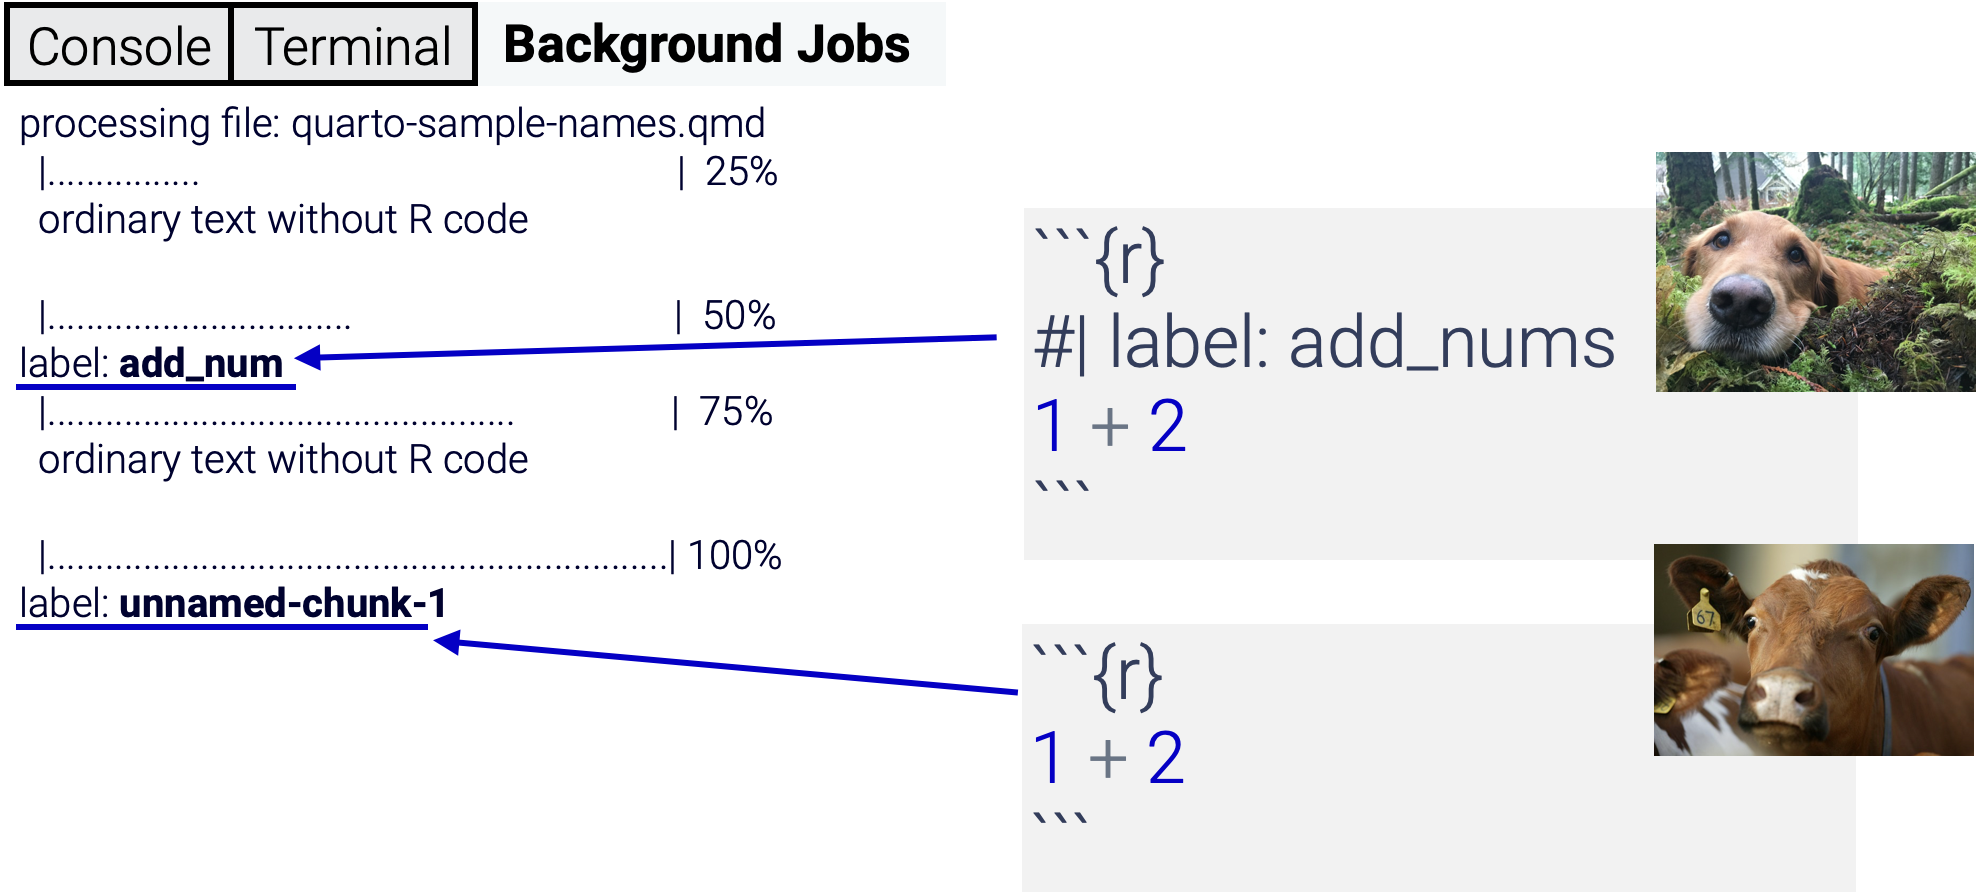 Console Terminal Background Jobs
processing file: quarto-sample-names.qmd
|............... | 25%
ordinary text without R code
|.............................. | 50%
label: add_num
|.............................................. | 75%
ordinary text without R code
|.............................................................| 100%
label: unnamed-chunk-1
```{r}
#| label: add_nums
1 + 2
```
67
```{r}
1 + 2
```